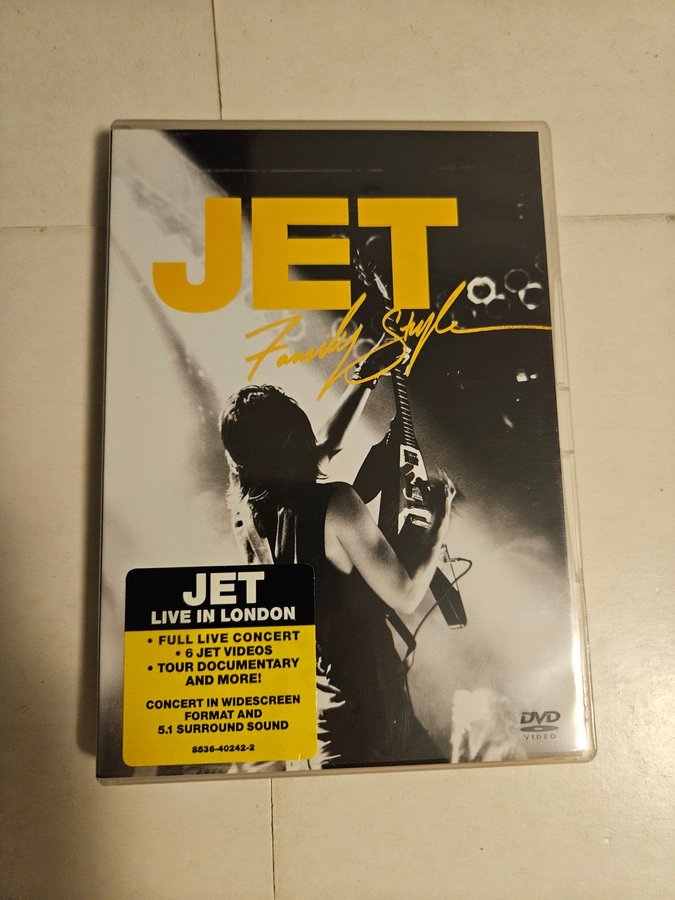 JET
Family Style
JET
LIVE IN LONDON
• FULL LIVE CONCERT
• 6 JET VIDEOS
• TOUR DOCUMENTARY
AND MORE!
CONCERT IN WIDESCREEN
FORMAT AND
5.1 SURROUND SOUND
8536-40242-2
DVD
VIDEO